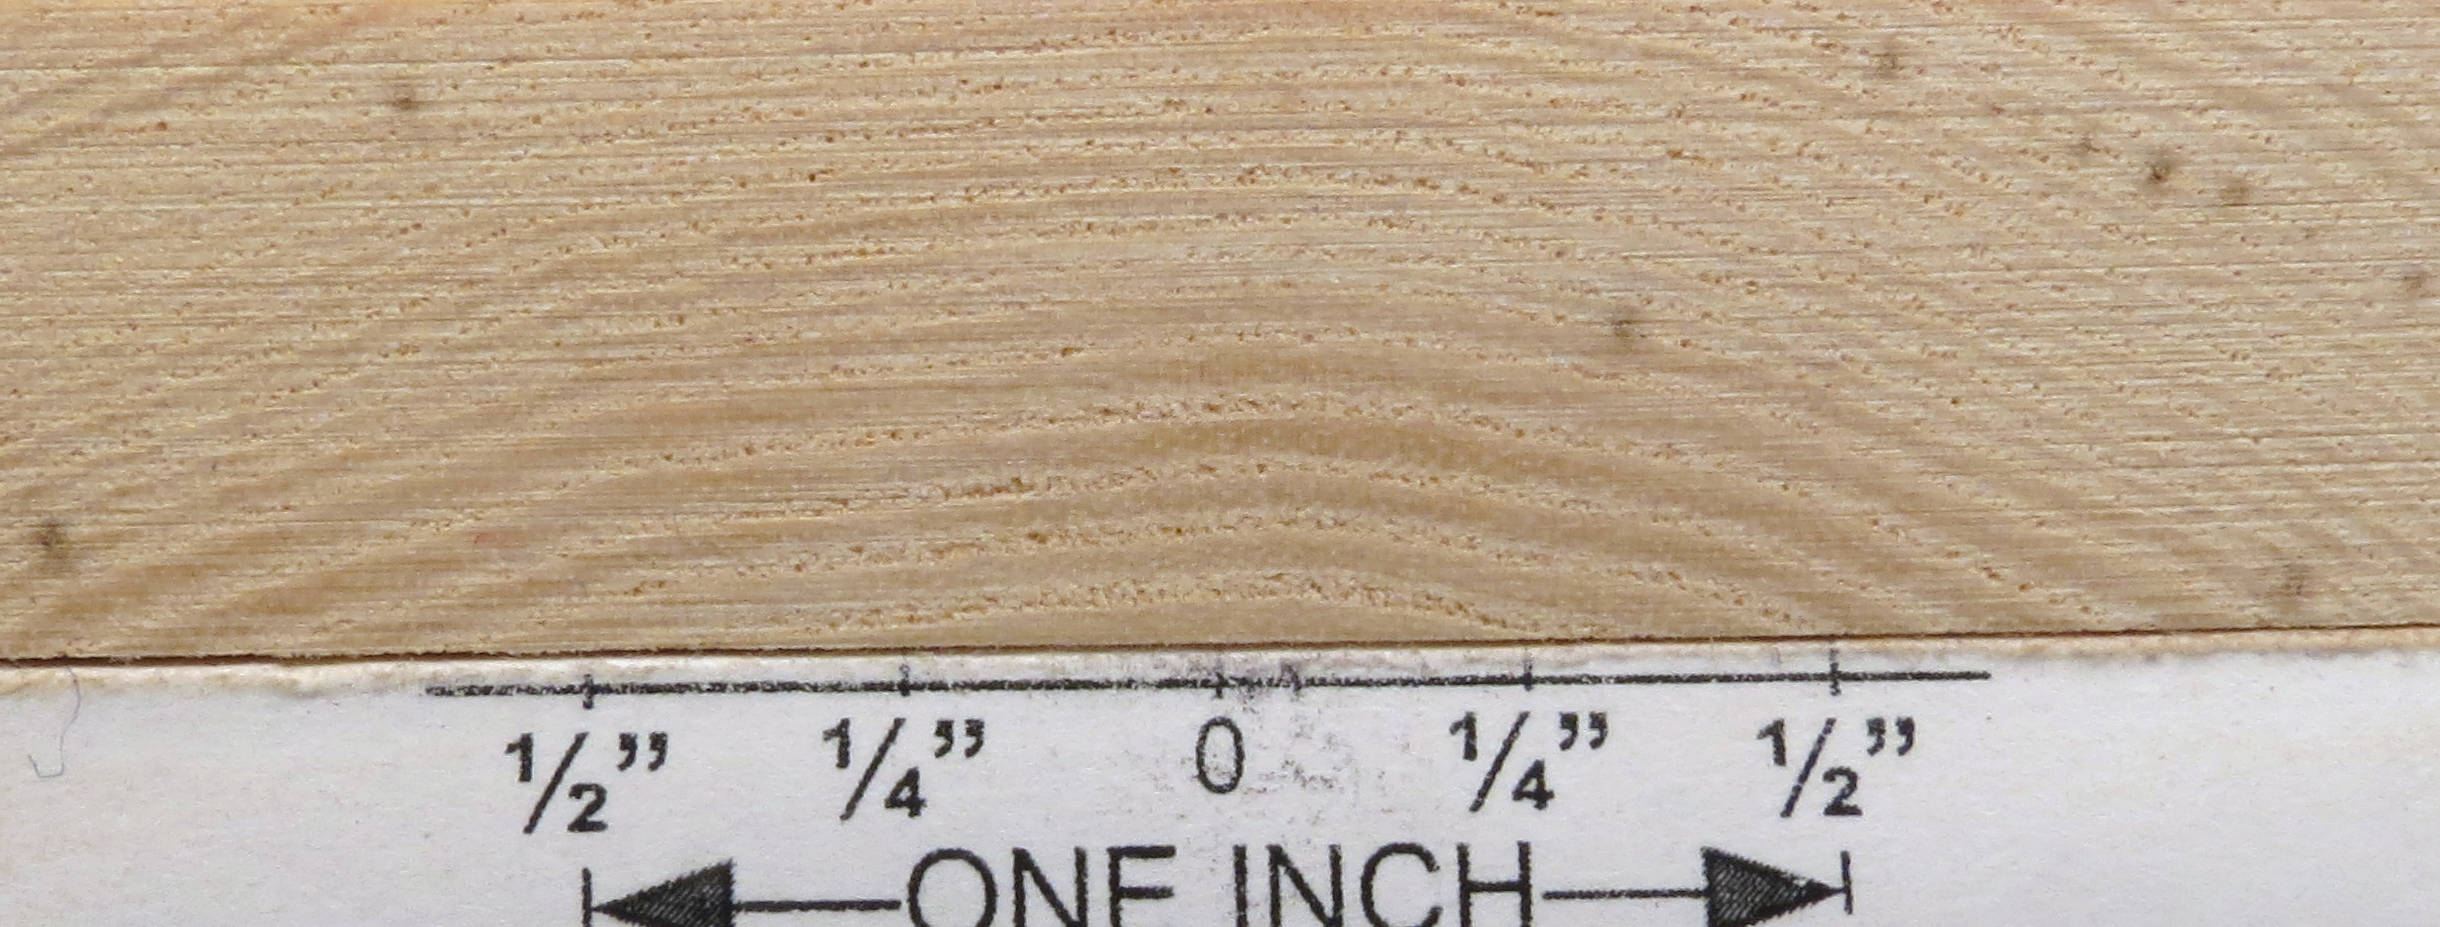 1/2” 1/4” 0 1/4” 1/2”
ONE INCH